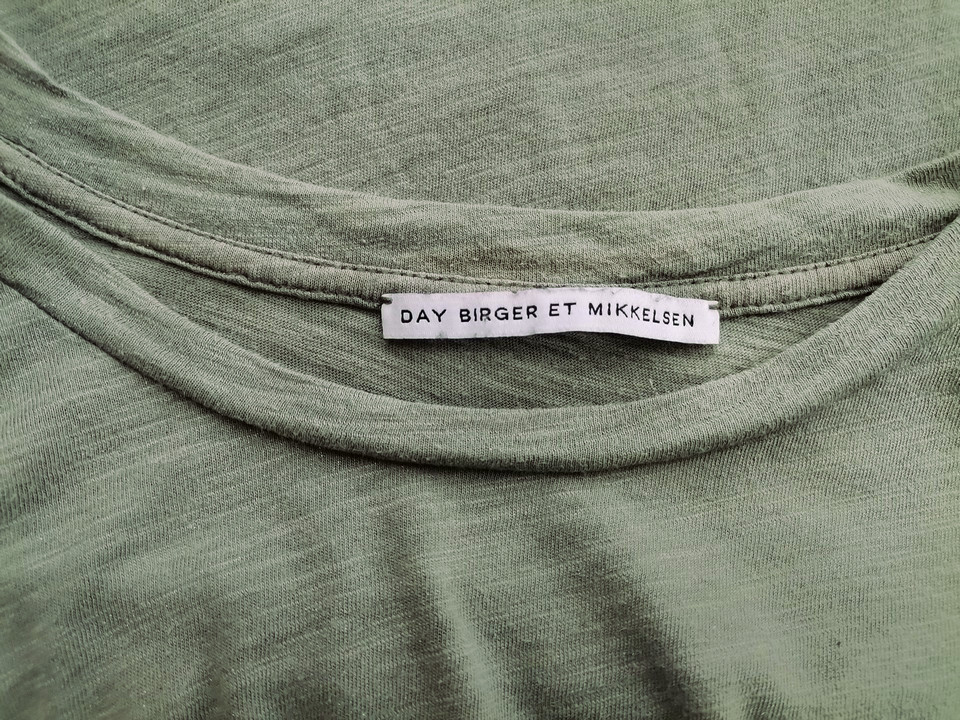 DAY BIRGER ET MIKKELSEN